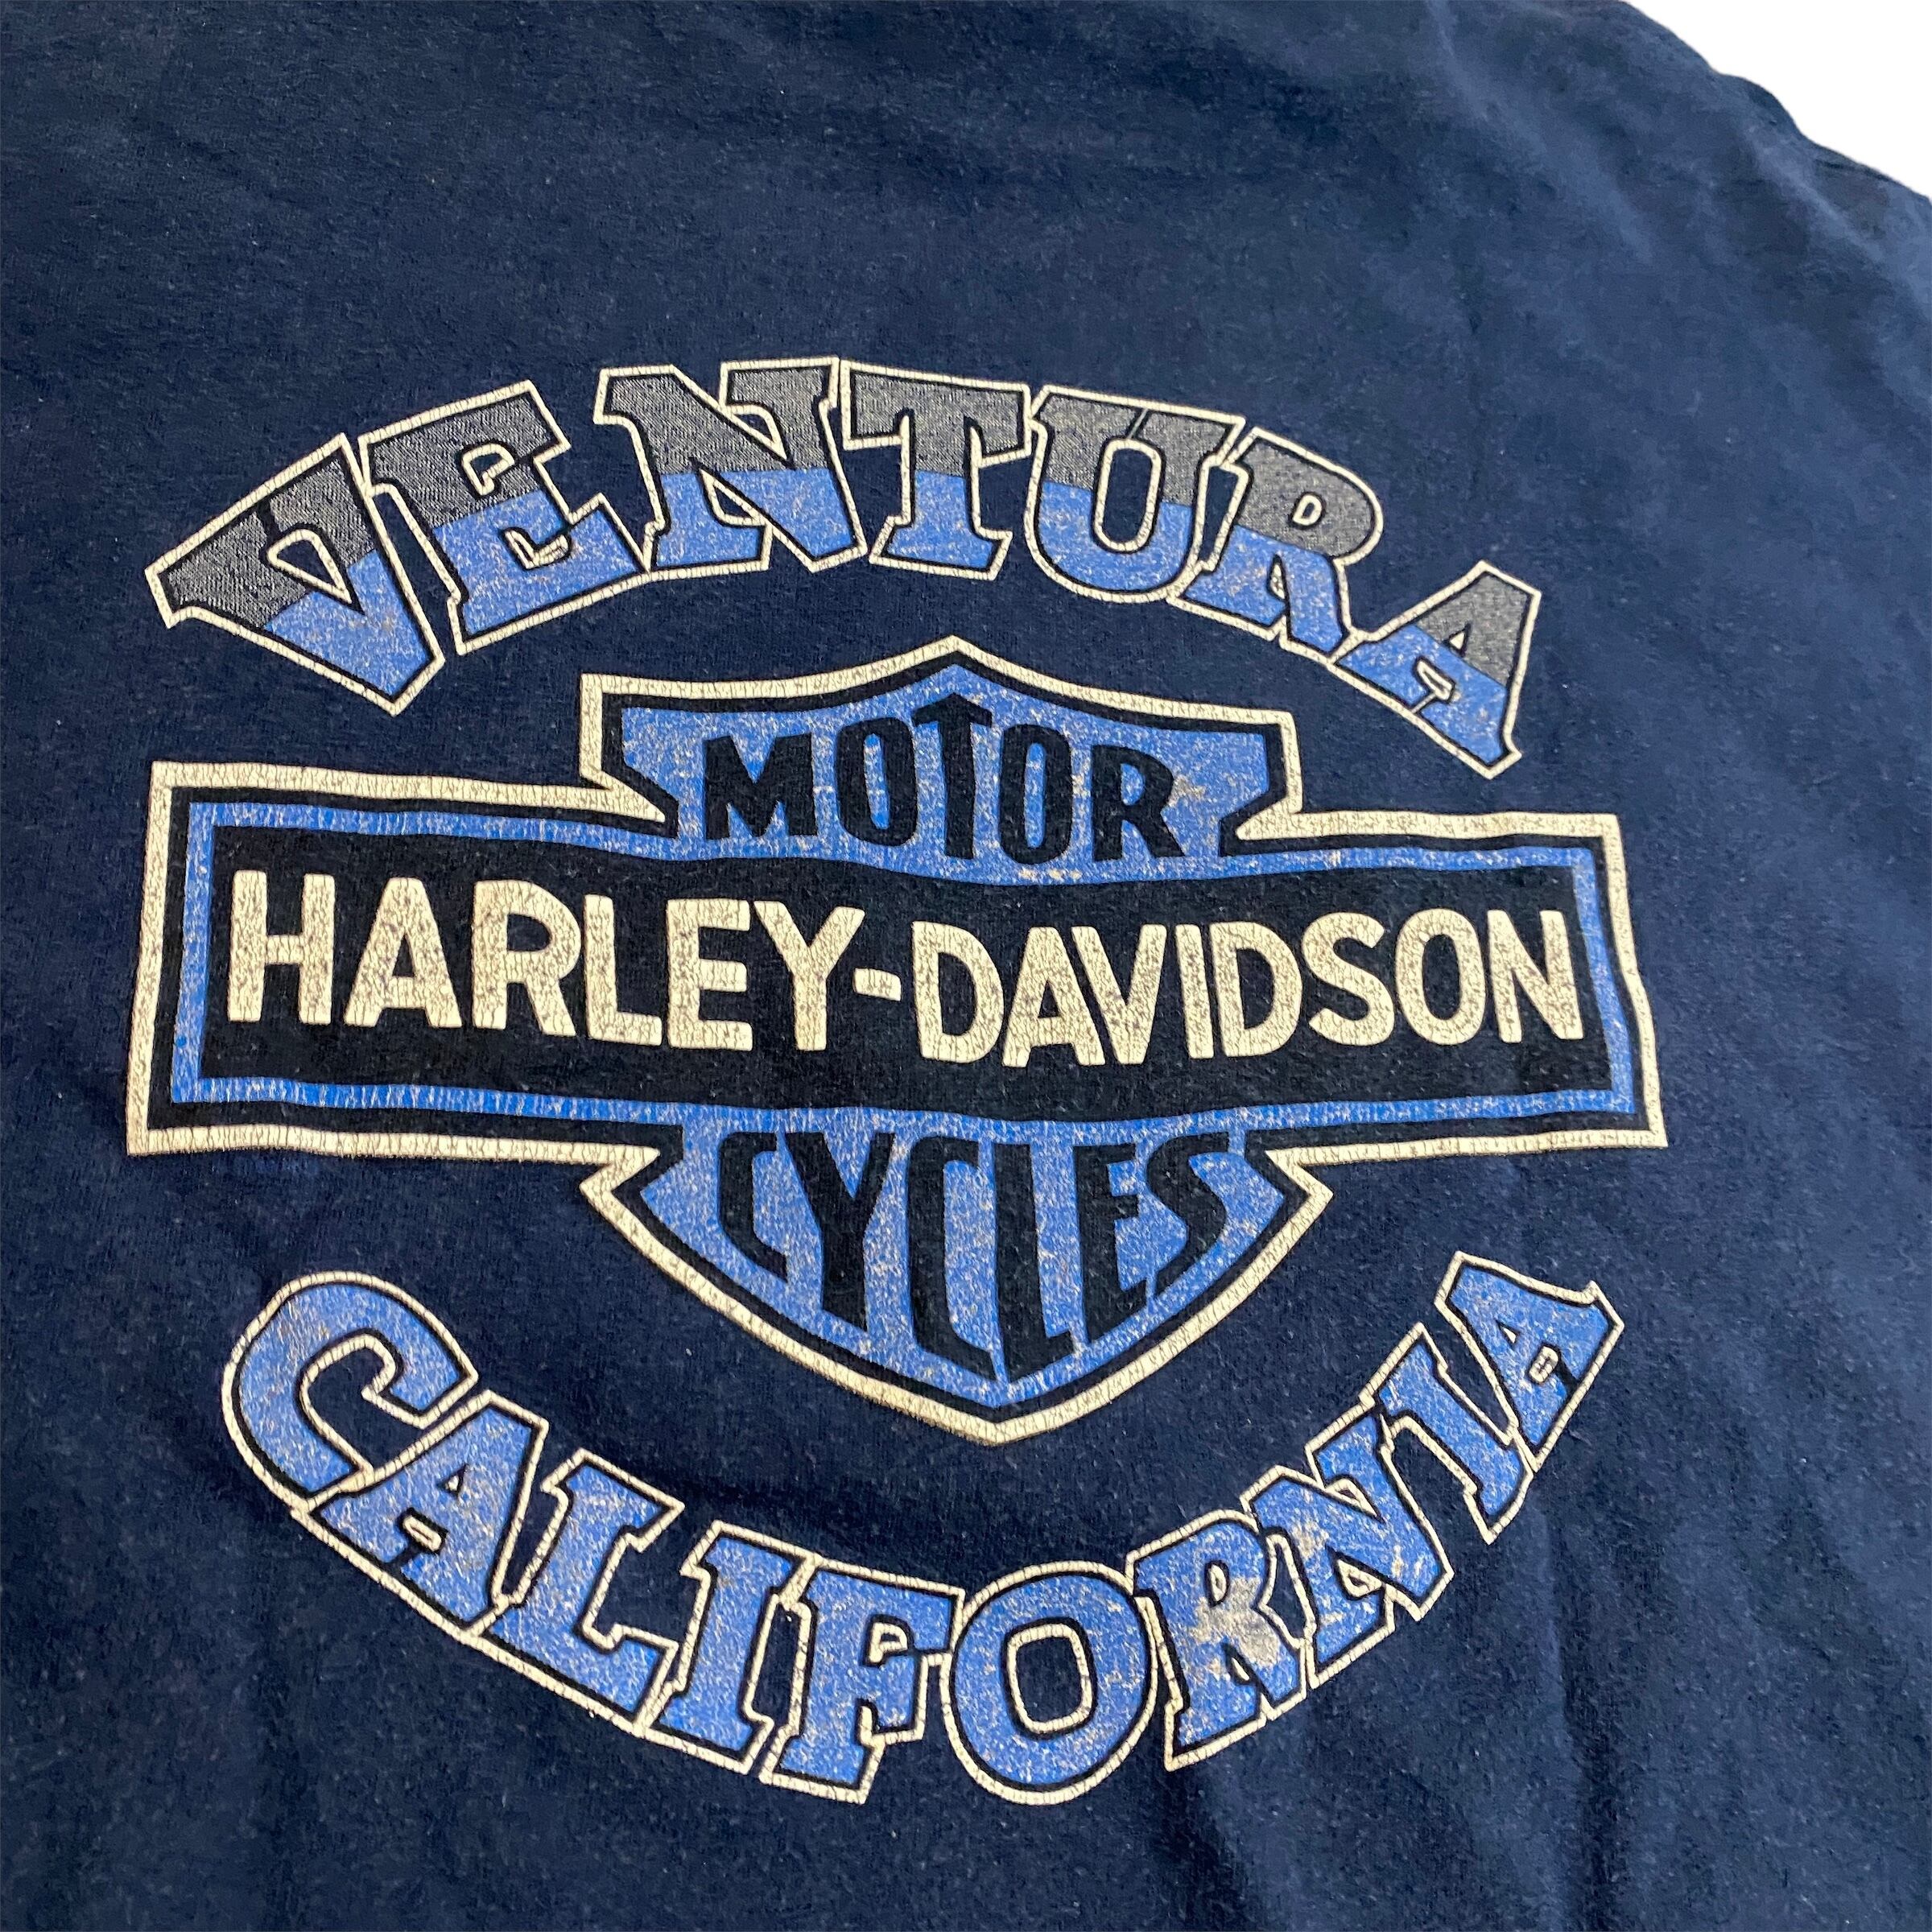 VENTURA
MOTOR
HARLEY-DAVIDSON
CYCLES
CALIFORNIA